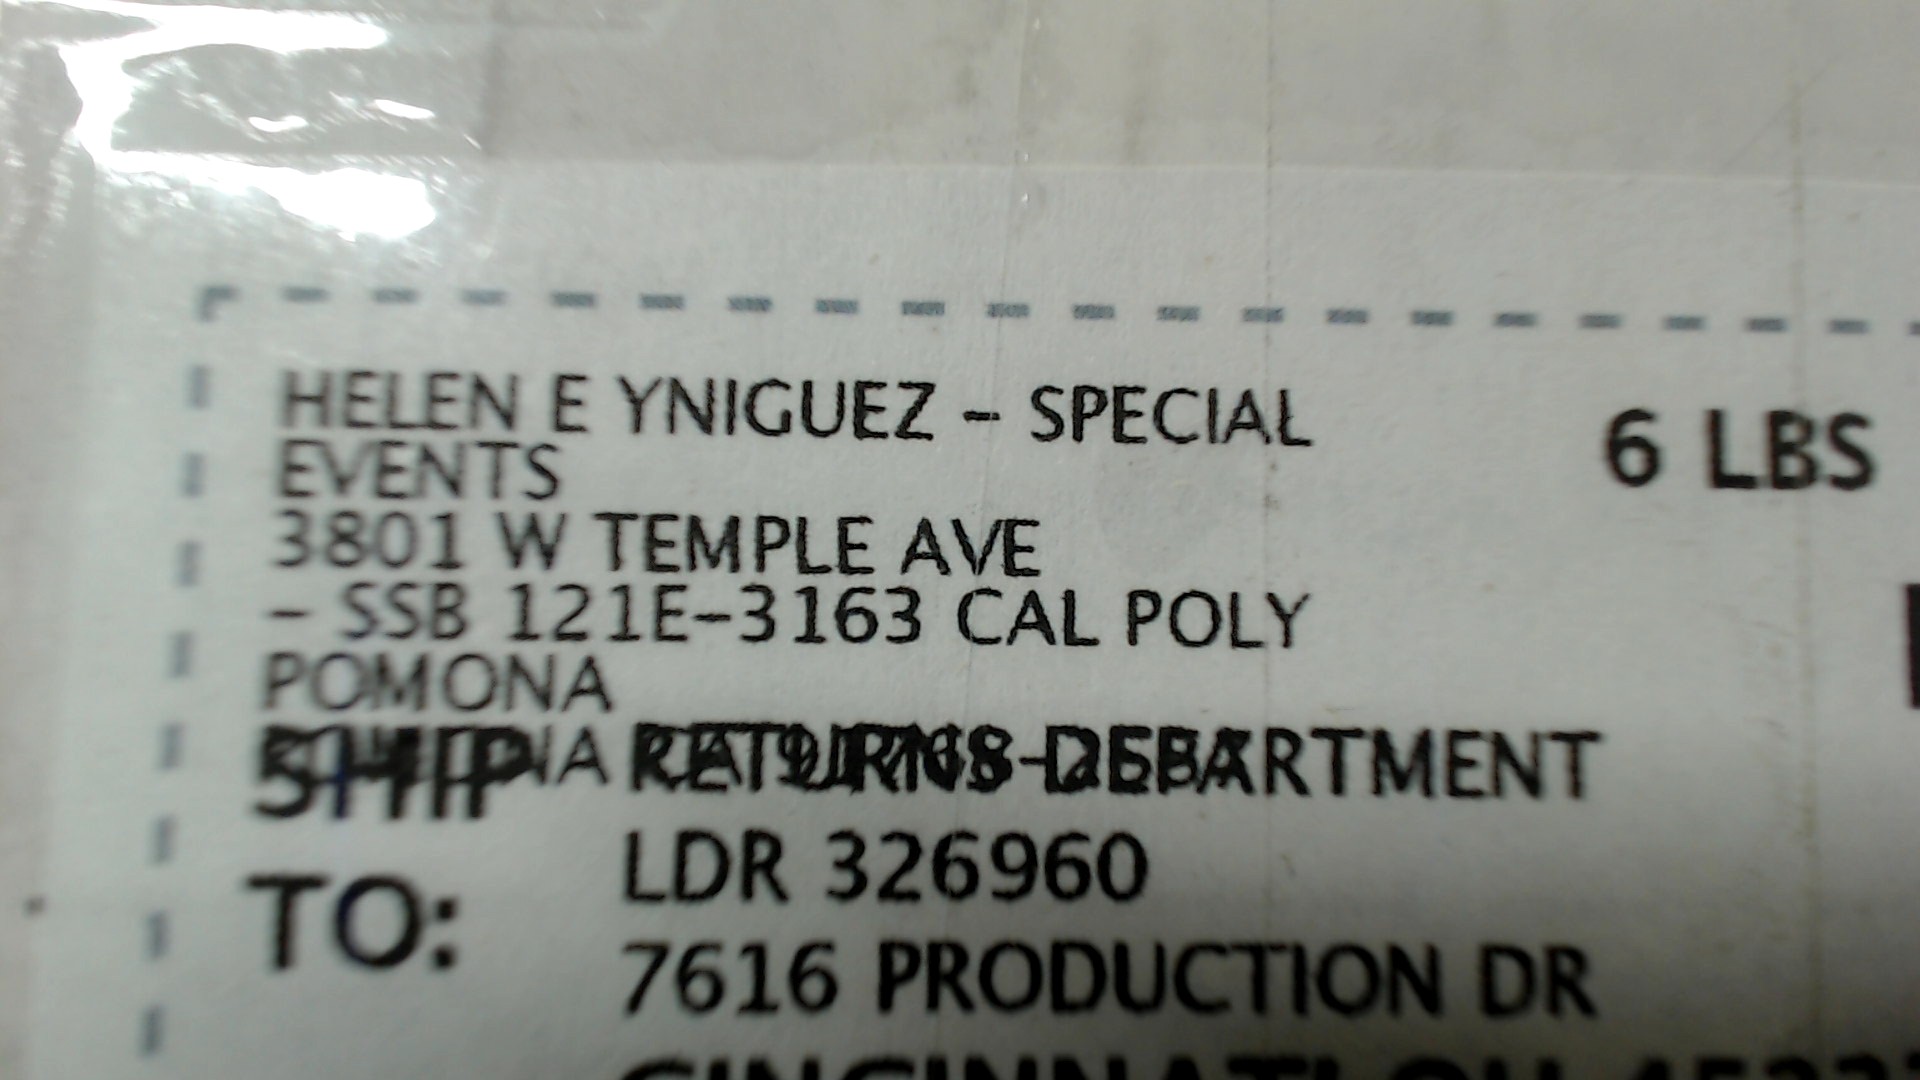 HELEN E YNIGUEZ - SPECIAL 6 LBS
EVENTS
3801 W TEMPLE AVE
- SSB 121E-3163 CAL POLY
POMONA
SHIP RETURNS DEPARTMENT
TO: LDR 326960
7616 PRODUCTION DR